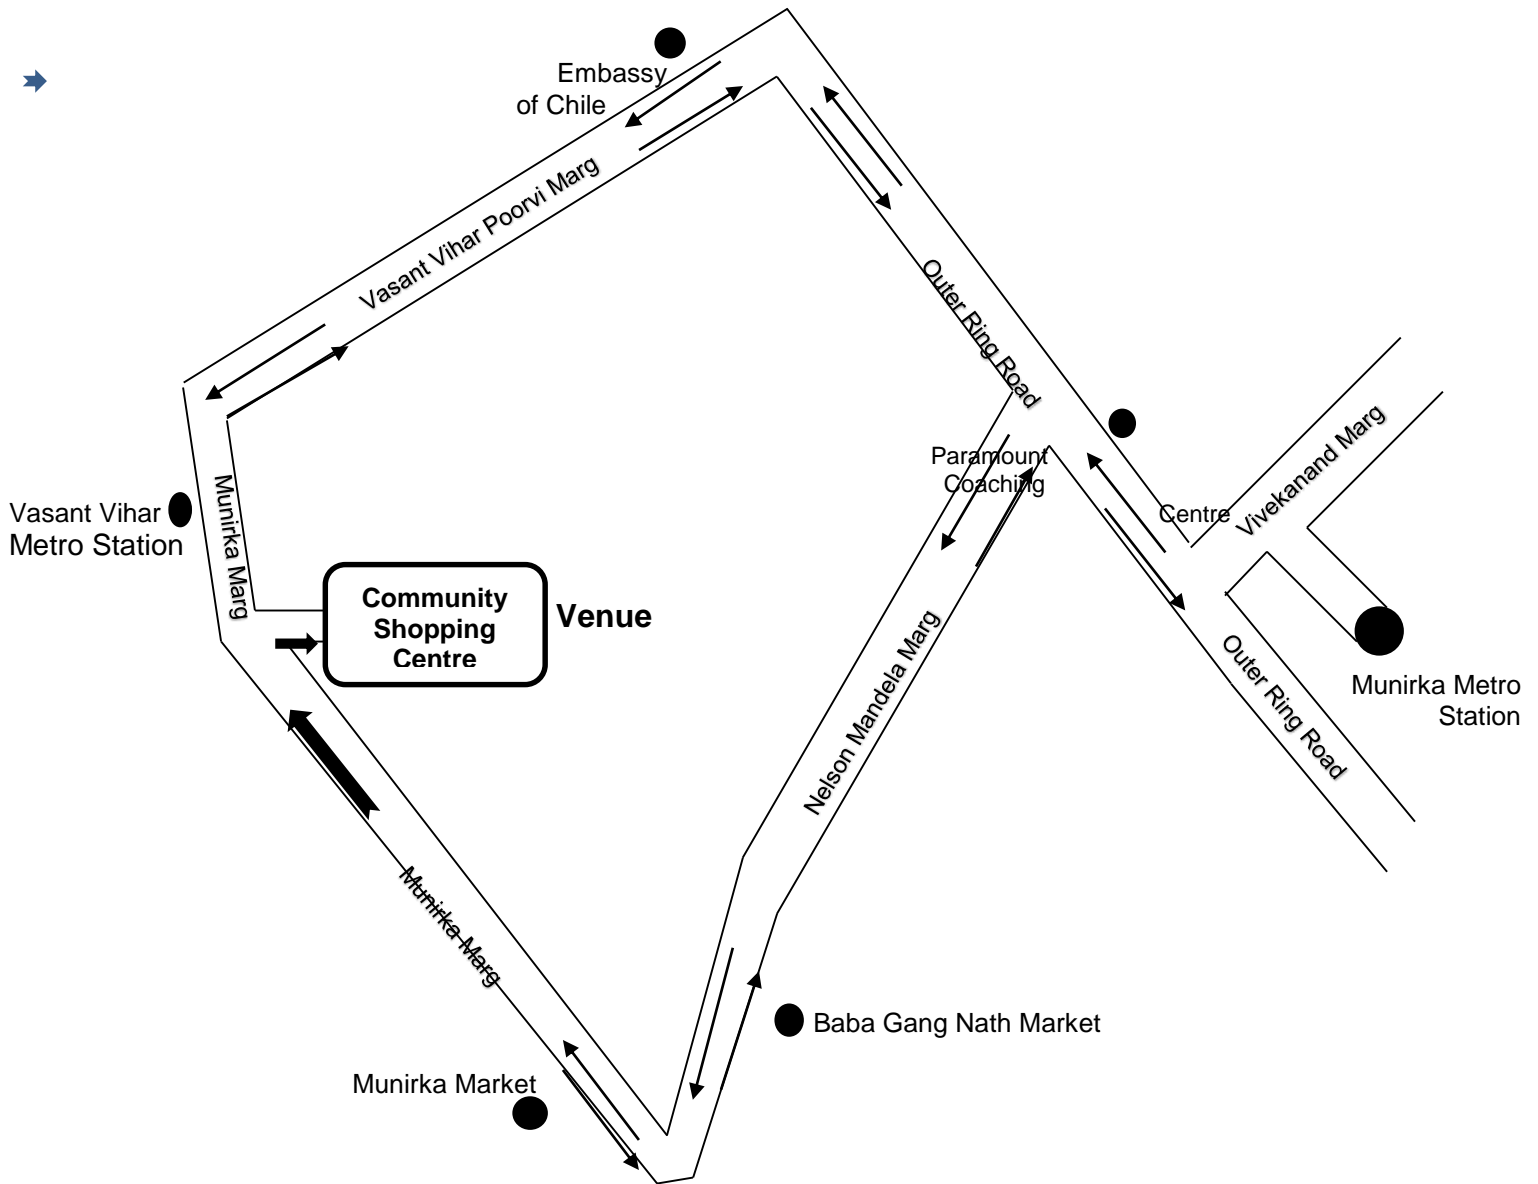 Embassy
of Chile
Vasant Vihar Poorvi Marg
Outer Ring Road
Paramount
Coaching
Centre
Vivekanand Marg
Vasant Vihar
Metro Station
Munirka Marg
Community
Shopping
Centre
Venue
Nelson Mandela Marg
Outer Ring Road
Munirka Metro
Station
Munirka Marg
Baba Gang Nath Market
Munirka Market